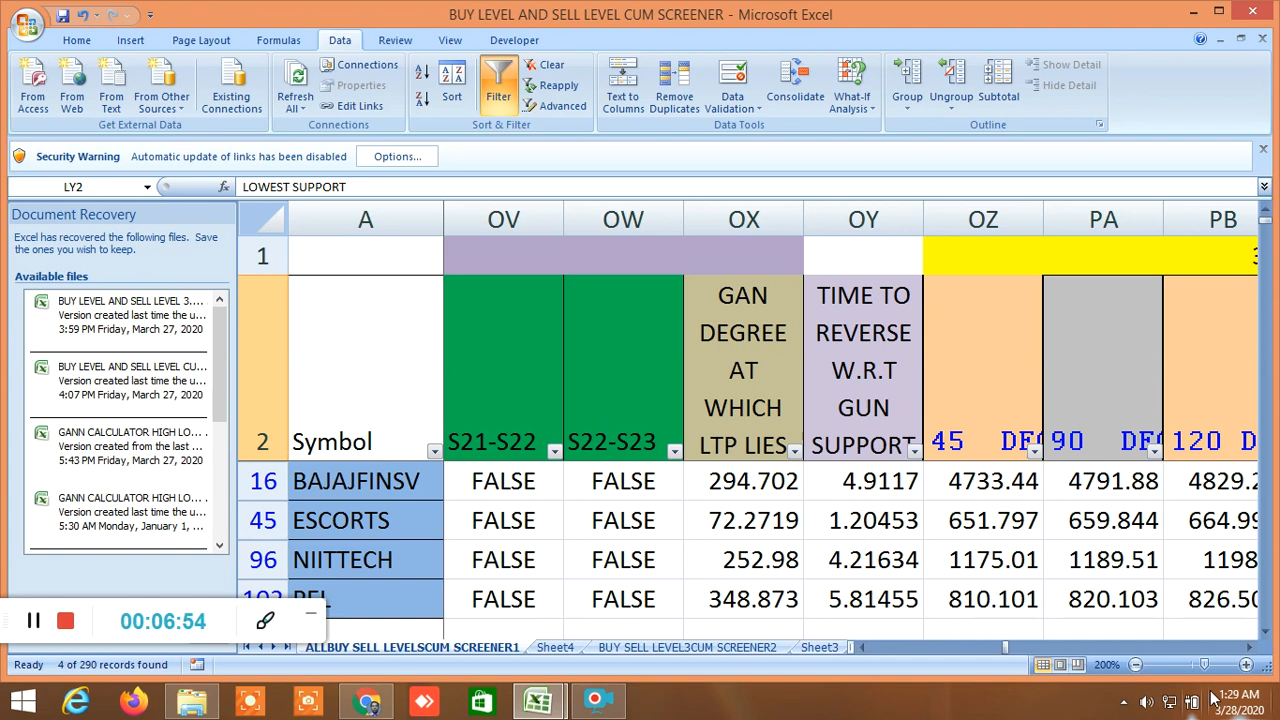 BUY LEVEL AND SELL LEVEL CUM SCREENER - Microsoft Excel
Home Insert Page Layout Formulas Data Review View Developer
From Access
From Web
From Text
From Other Sources
Existing Connections
Get External Data
Refresh All
Connections
Properties
Edit Links
Connections
Sort
Filter
Clear
Reapply
Advanced
Sort & Filter
Text to Columns
Remove Duplicates
Data Validation
Consolidate
What-If Analysis
Data Tools
Group
Ungroup
Subtotal
Show Detail
Hide Detail
Outline
Security Warning Automatic update of links has been disabled Options...
LY2 fx LOWEST SUPPORT
Document Recovery
Excel has recovered the following files. Save
the ones you wish to keep.
Available files
BUY LEVEL AND SELL LEVEL 3....
Version created last time the u...
3:59 PM Friday, March 27, 2020
BUY LEVEL AND SELL LEVEL CU...
Version created last time the u...
4:07 PM Friday, March 27, 2020
GANN CALCULATOR HIGH LO...
Version created from the last ...
5:43 PM Friday, March 27, 2020
GANN CALCULATOR HIGH LO...
Version created last time the u...
5:30 AM Monday, January 1, ...
A OV OW OX OY OZ PA PB
1
GAN
DEGREE
AT
WHICH
LTP LIES
TIME TO
REVERSE
W.R.T
GUN
SUPPORT
2 Symbol S21-S22 S22-S23 45 DEG 90 DEG 120 D
16 BAJAJFINSV FALSE FALSE 294.702 4.9117 4733.44 4791.88 4829.2
45 ESCORTS FALSE FALSE 72.2719 1.20453 651.797 659.844 664.99
96 NIITTECH FALSE FALSE 252.98 4.21634 1175.01 1189.51 1198
FALSE FALSE 348.873 5.81455 810.101 820.103 826.50
00:06:54
ALLBUY SELL LEVELSCUM SCREENER1 Sheet4 BUY SELL LEVEL3CUM SCREENER2 Sheet3
Ready 4 of 290 records found 200%
1:29 AM
3/28/2020